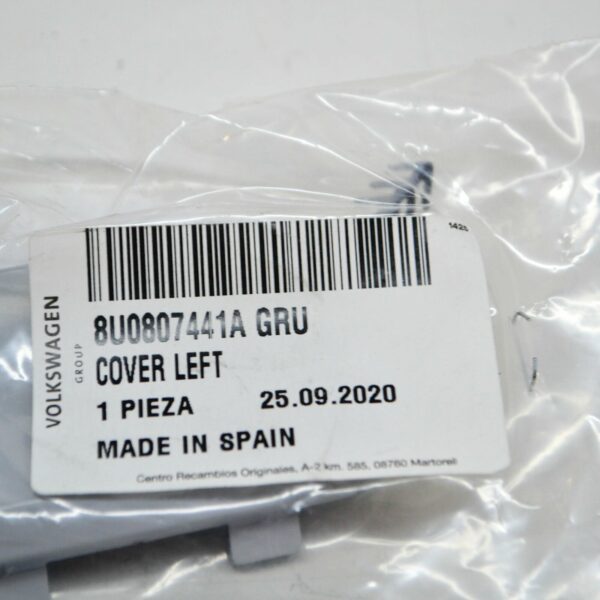 1425
VOLKSWAGEN
GROUP
8U0807441A GRU
COVER LEFT
1 PIEZA 25.09.2020
MADE IN SPAIN
Centro Recambios Originales, A-2 km. 585, 08760 Martorell